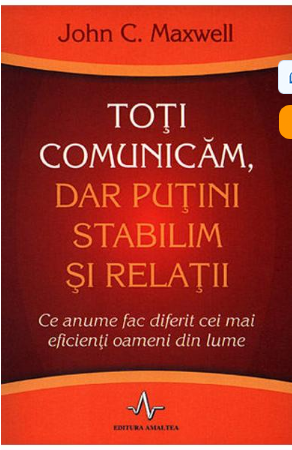 John C. Maxwell
TOŢI
COMUNICĂM,
DAR PUŢINI
STABILIM
ŞI RELAŢII
Ce anume fac diferit cei mai
eficienţi oameni din lume
EDITURA AMALTEA